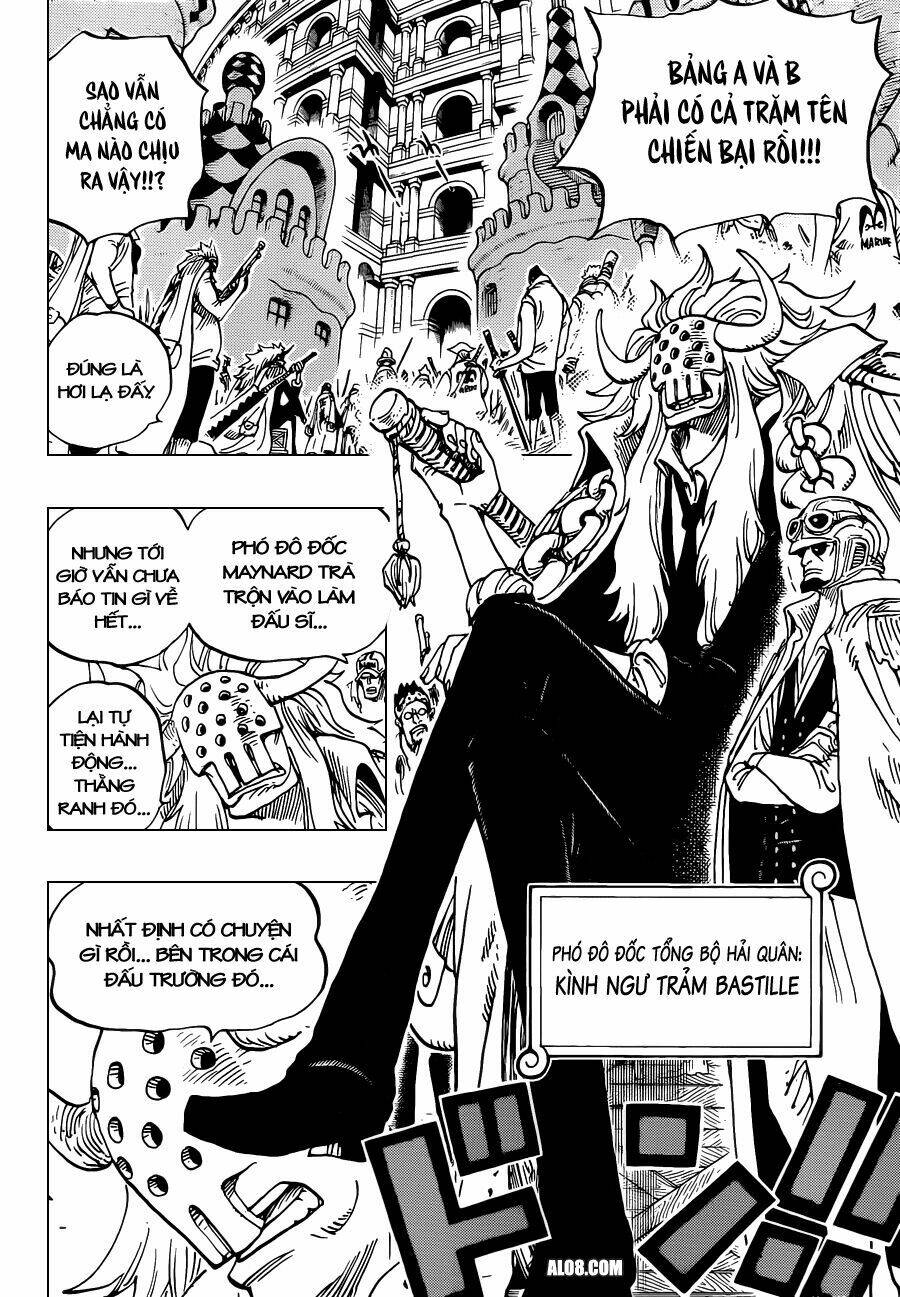 BẢNG A VÀ B
PHẢI CÓ CẢ TRĂM TÊN
CHIẾN BẠI RỒI!!!
SAO VẪN
CHẲNG CÓ
MA NÀO CHỊU
RA VẬY!!?
MARINE
ĐÚNG LÀ
HƠI LẠ ĐẤY
PHÓ ĐÔ ĐỐC
MAYNARD TRÀ
TRỘN VÀO LÀM
ĐẤU SĨ...
NHƯNG TỚI
GIỜ VẪN CHƯA
BÁO TIN GÌ VỀ
HẾT...
LẠI TỰ
TIỆN HÀNH
ĐỘNG...
THẰNG
RANH ĐÓ...
NHẤT ĐỊNH CÓ CHUYỆN
GÌ RỒI... BÊN TRONG CÁI
ĐẤU TRƯỜNG ĐÓ...
PHÓ ĐÔ ĐỐC TỔNG BỘ HẢI QUÂN:
KÌNH NGƯ TRẢM BASTILLE
ドン!!
AL08.COM